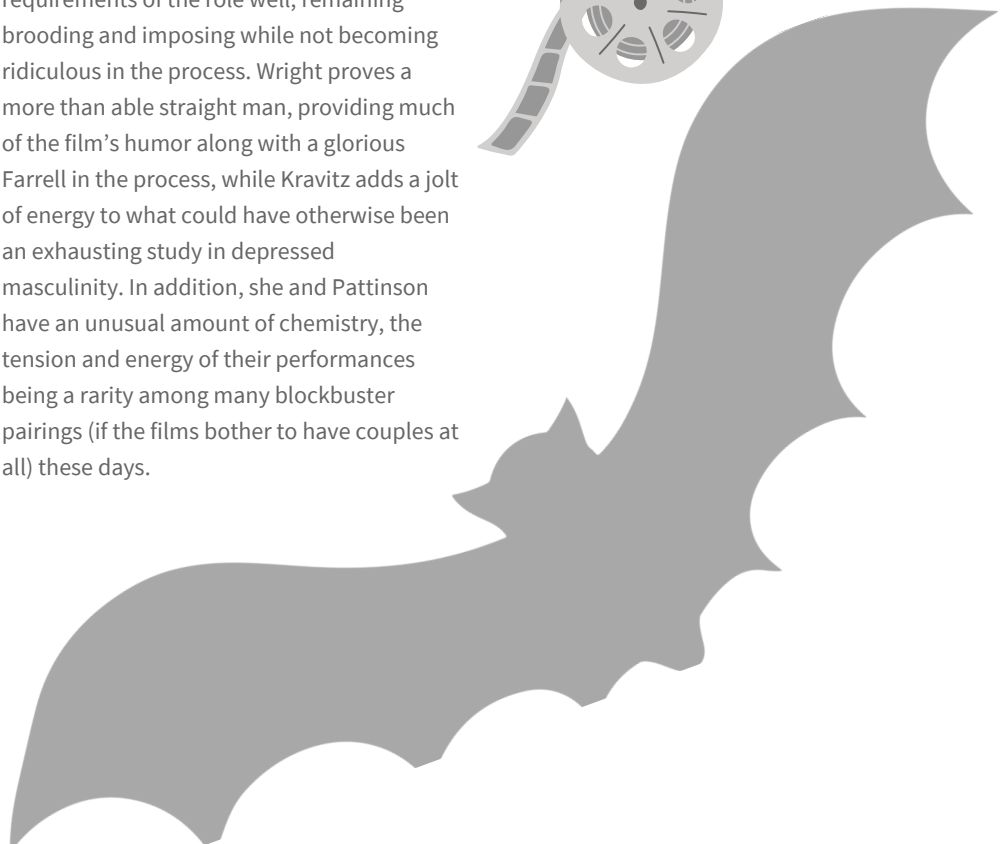 requirements of the role well, remaining
brooding and imposing while not becoming
ridiculous in the process. Wright proves a
more than able straight man, providing much
of the film’s humor along with a glorious
Farrell in the process, while Kravitz adds a jolt
of energy to what could have otherwise been
an exhausting study in depressed
masculinity. In addition, she and Pattinson
have an unusual amount of chemistry, the
tension and energy of their performances
being a rarity among many blockbuster
pairings (if the films bother to have couples at
all) these days.